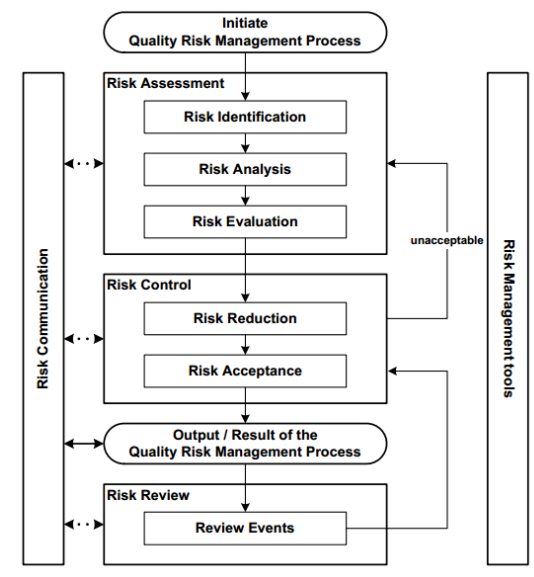 Initiate
Quality Risk Management Process
Risk Assessment
Risk Identification
Risk Analysis
Risk Evaluation
unacceptable
Risk Control
Risk Reduction
Risk Acceptance
Output / Result of the
Quality Risk Management Process
Risk Review
Review Events
Risk Communication
Risk Management tools